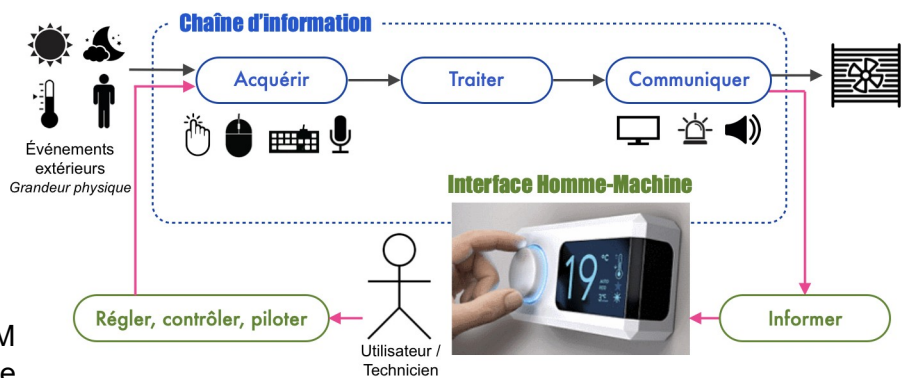 Chaîne d'information
Acquérir
Traiter
Communiquer
Événements
extérieurs
Grandeur physique
Interface Homme-Machine
19
°C
Régler, contrôler, piloter
Utilisateur /
Technicien
Informer
M
e